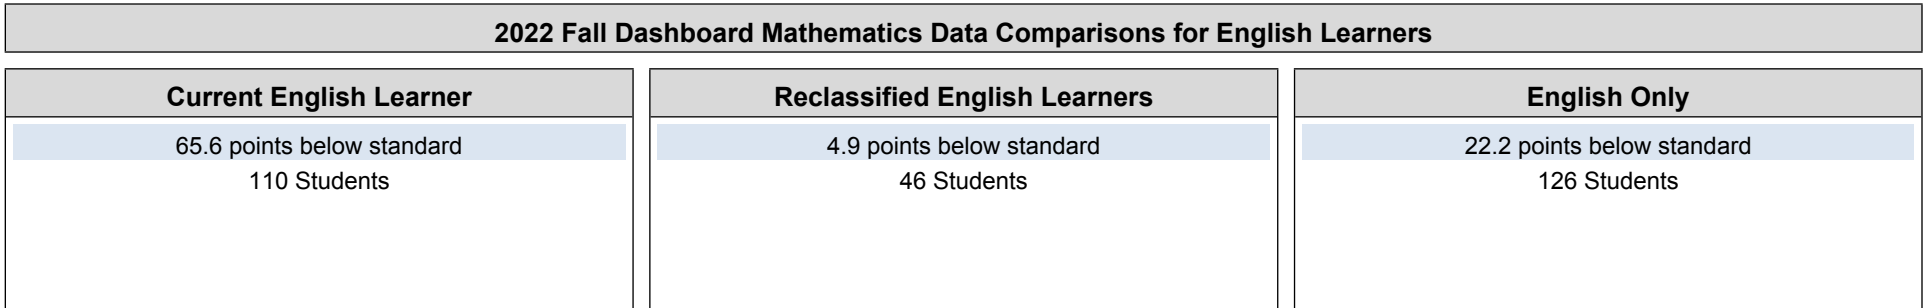 2022 Fall Dashboard Mathematics Data Comparisons for English Learners
Current English Learner
65.6 points below standard
110 Students
Reclassified English Learners
4.9 points below standard
46 Students
English Only
22.2 points below standard
126 Students